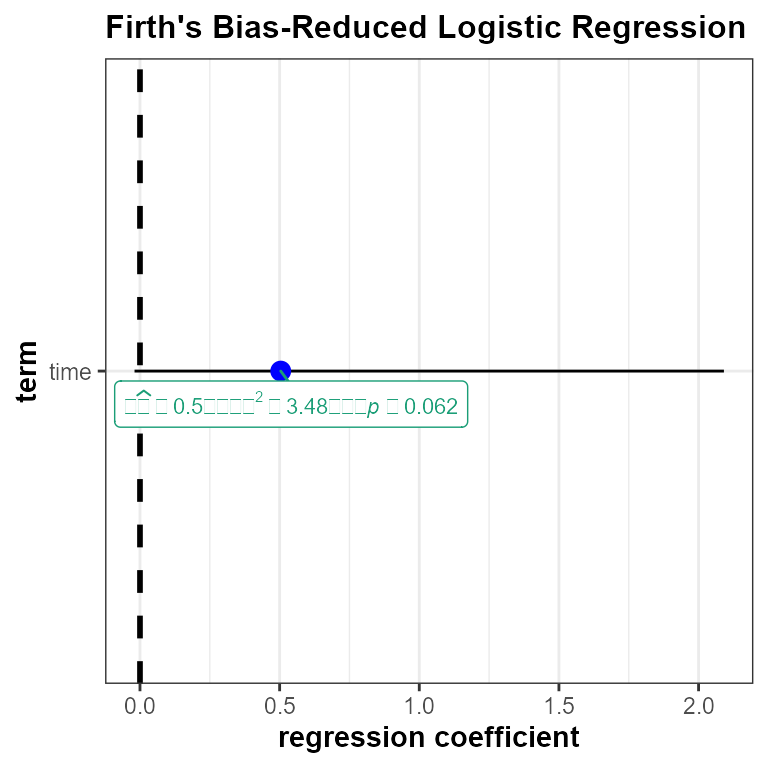 Firth's Bias-Reduced Logistic Regression
term
time
0.5 2 3.48 p 0.062
0.0 0.5 1.0 1.5 2.0
regression coefficient